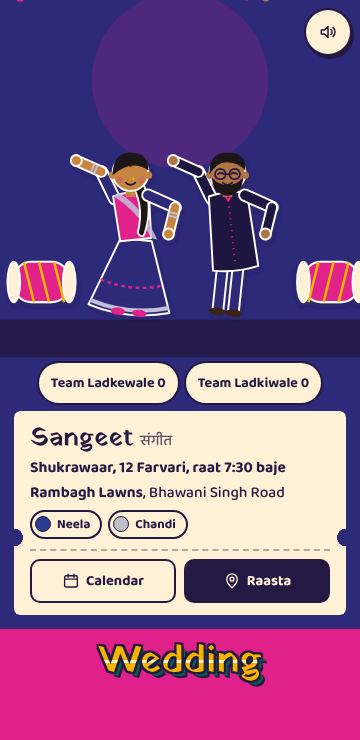 Team Ladkewale 0
Team Ladkiwale 0
Sangeet संगीत
Shukrawaar, 12 Farvari, raat 7:30 baje
Rambagh Lawns, Bhawani Singh Road
Neela
Chandi
Calendar
Raasta
Wedding